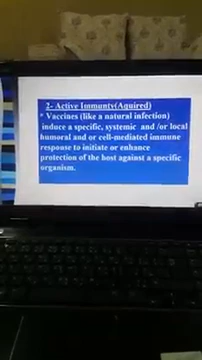 2- Active Immunty(Aquired)
* Vaccines (like a natural infection)
induce a specific, systemic and /or local
humoral and or cell-mediated immune
response to initiate or enhance
protection of the host against a specific
organism.